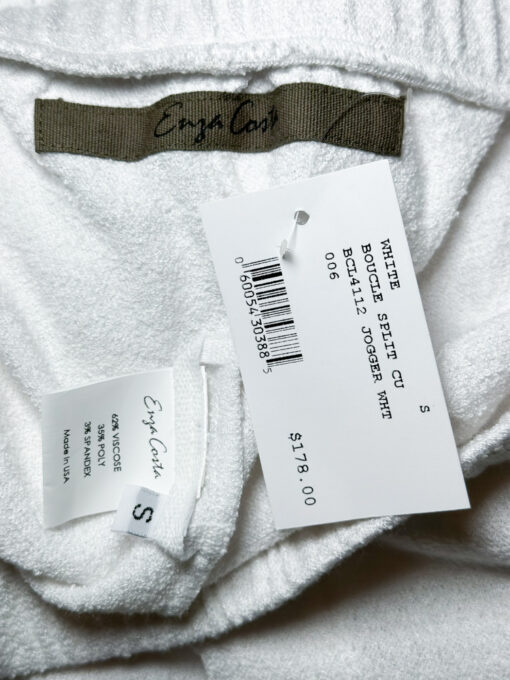 Enza Costa
WHITE
BOUCLE SPLIT CU S
BCL4112 JOGGER WHT
006
$178.00
0 60054 30388 5
Enza Costa
62% VISCOSE
35% POLY
3% SPANDEX
Made In USA
S